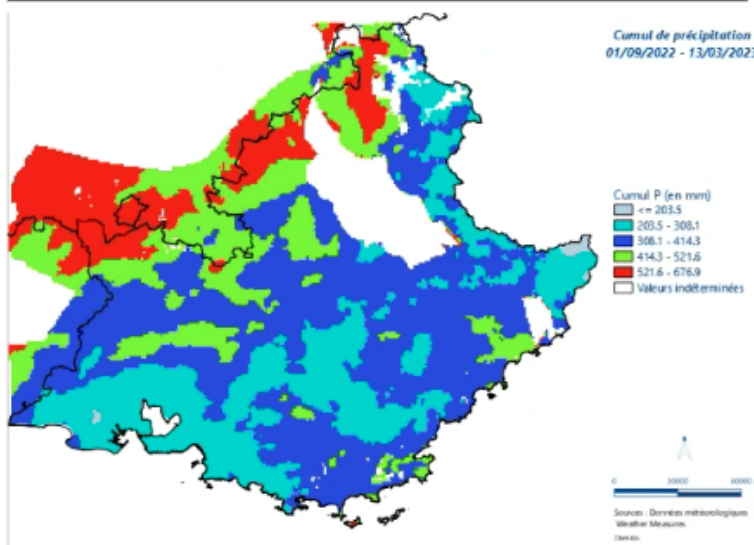 Cumul de précipitation
01/09/2022 - 13/03/2023
Cumul P (en mm)
<= 203.5
203.5 - 308.1
308.1 - 414.3
414.3 - 521.6
521.6 - 676.9
Valeurs indéterminées
0 30000 60000
Sources : Données météorologiques
Weather Measures